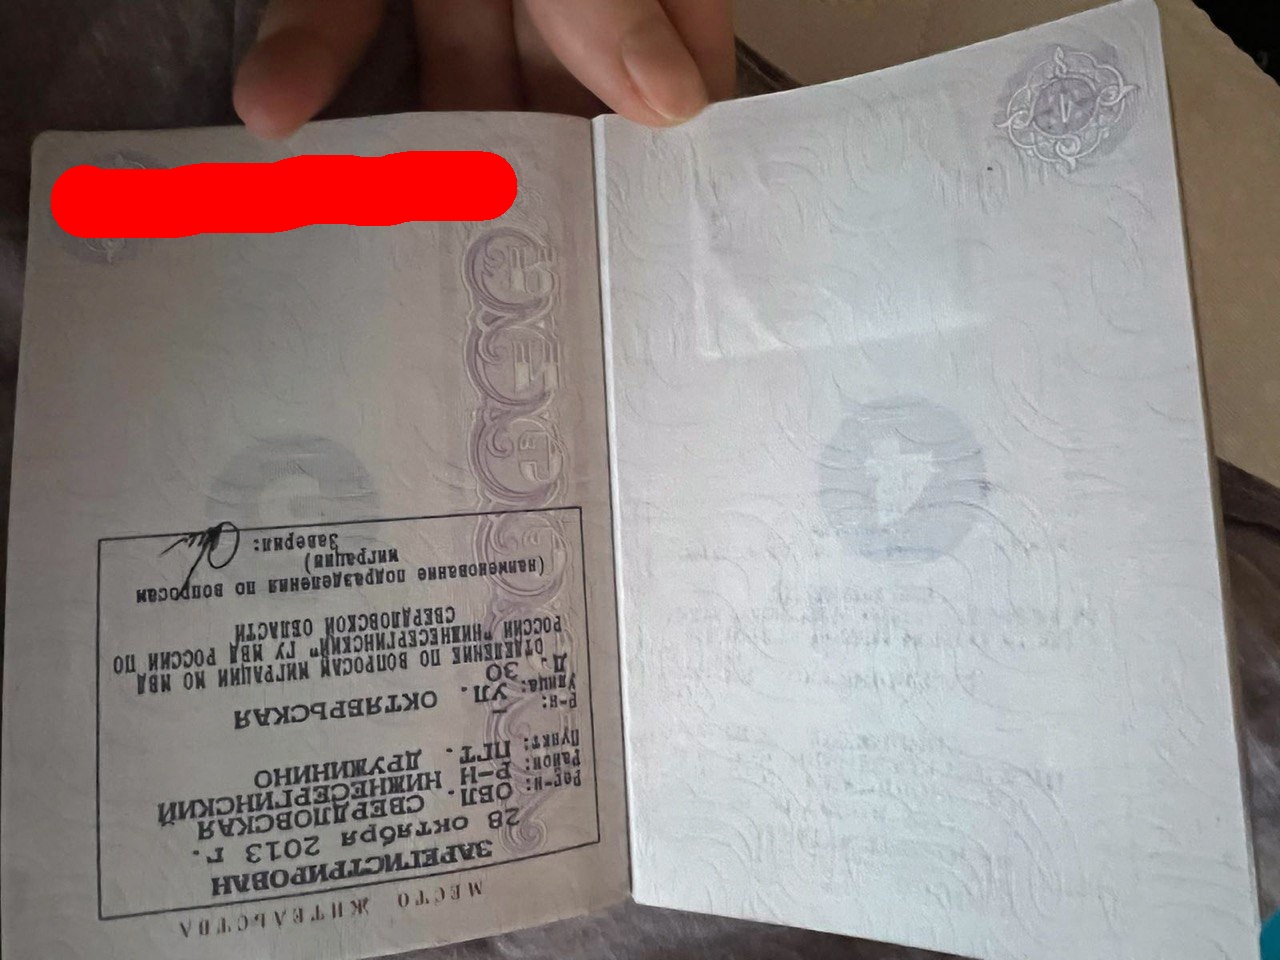 МЕСТО ЖИТЕЛЬСТВА
ЗАРЕГИСТРИРОВАН
28 октября 2013 г.
Рег-н: ОБЛ. СВЕРДЛОВСКАЯ
Район: Р-Н. НИЖНЕСЕРГИНСКИЙ
Пункт: ПГТ. ДРУЖИНИНО
Р-н: -
Улица: УЛ. ОКТЯБРЬСКАЯ
Д. 30
ОТДЕЛЕНИЕ ПО ВОПРОСАМ МИГРАЦИИ МО МВД
РОССИИ "НИЖНЕСЕРГИНСКИЙ" ГУ МВД РОССИИ ПО
СВЕРДЛОВСКОЙ ОБЛАСТИ
(наименование подразделения по вопросам
миграции)
Заверил: